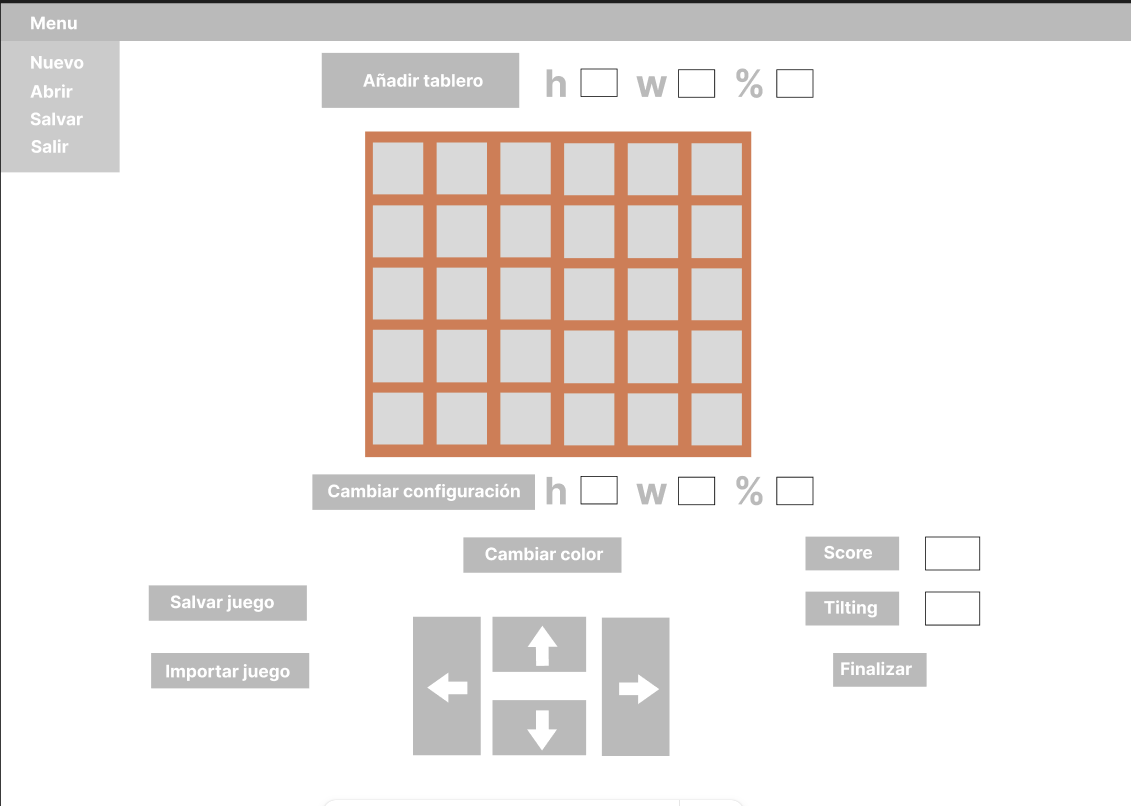 Menu
Nuevo
Abrir
Salvar
Salir
Añadir tablero h w %
Cambiar configuración h w %
Cambiar color
Score
Salvar juego
Tilting
Importar juego
Finalizar